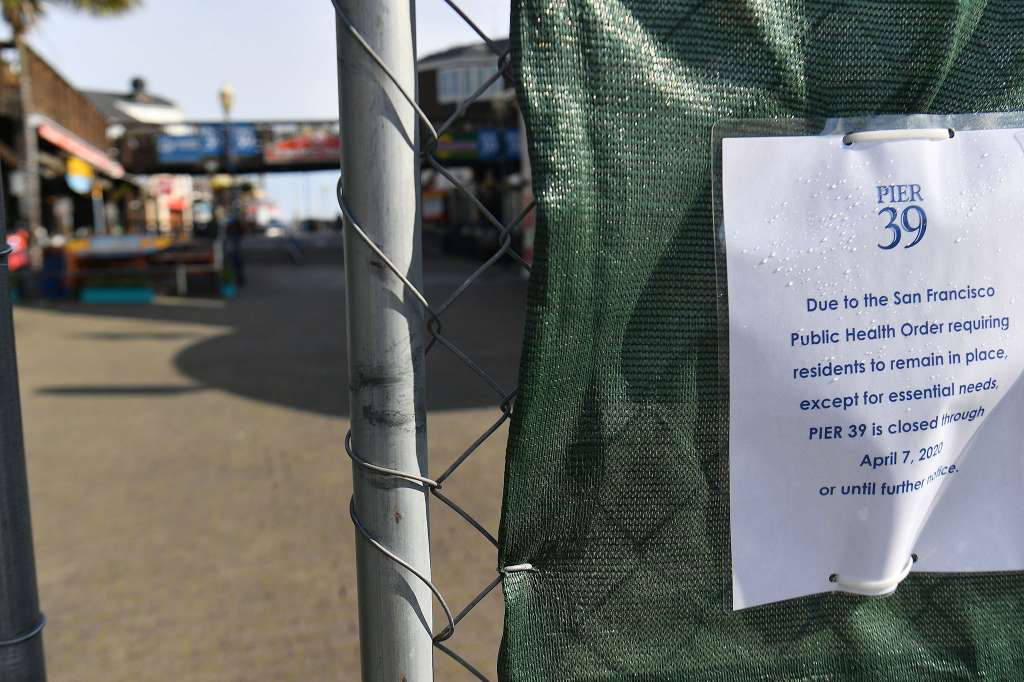 39
PIER
39
Due to the San Francisco
Public Health Order requiring
residents to remain in place,
except for essential needs,
PIER 39 is closed through
April 7, 2020
or until further notice.